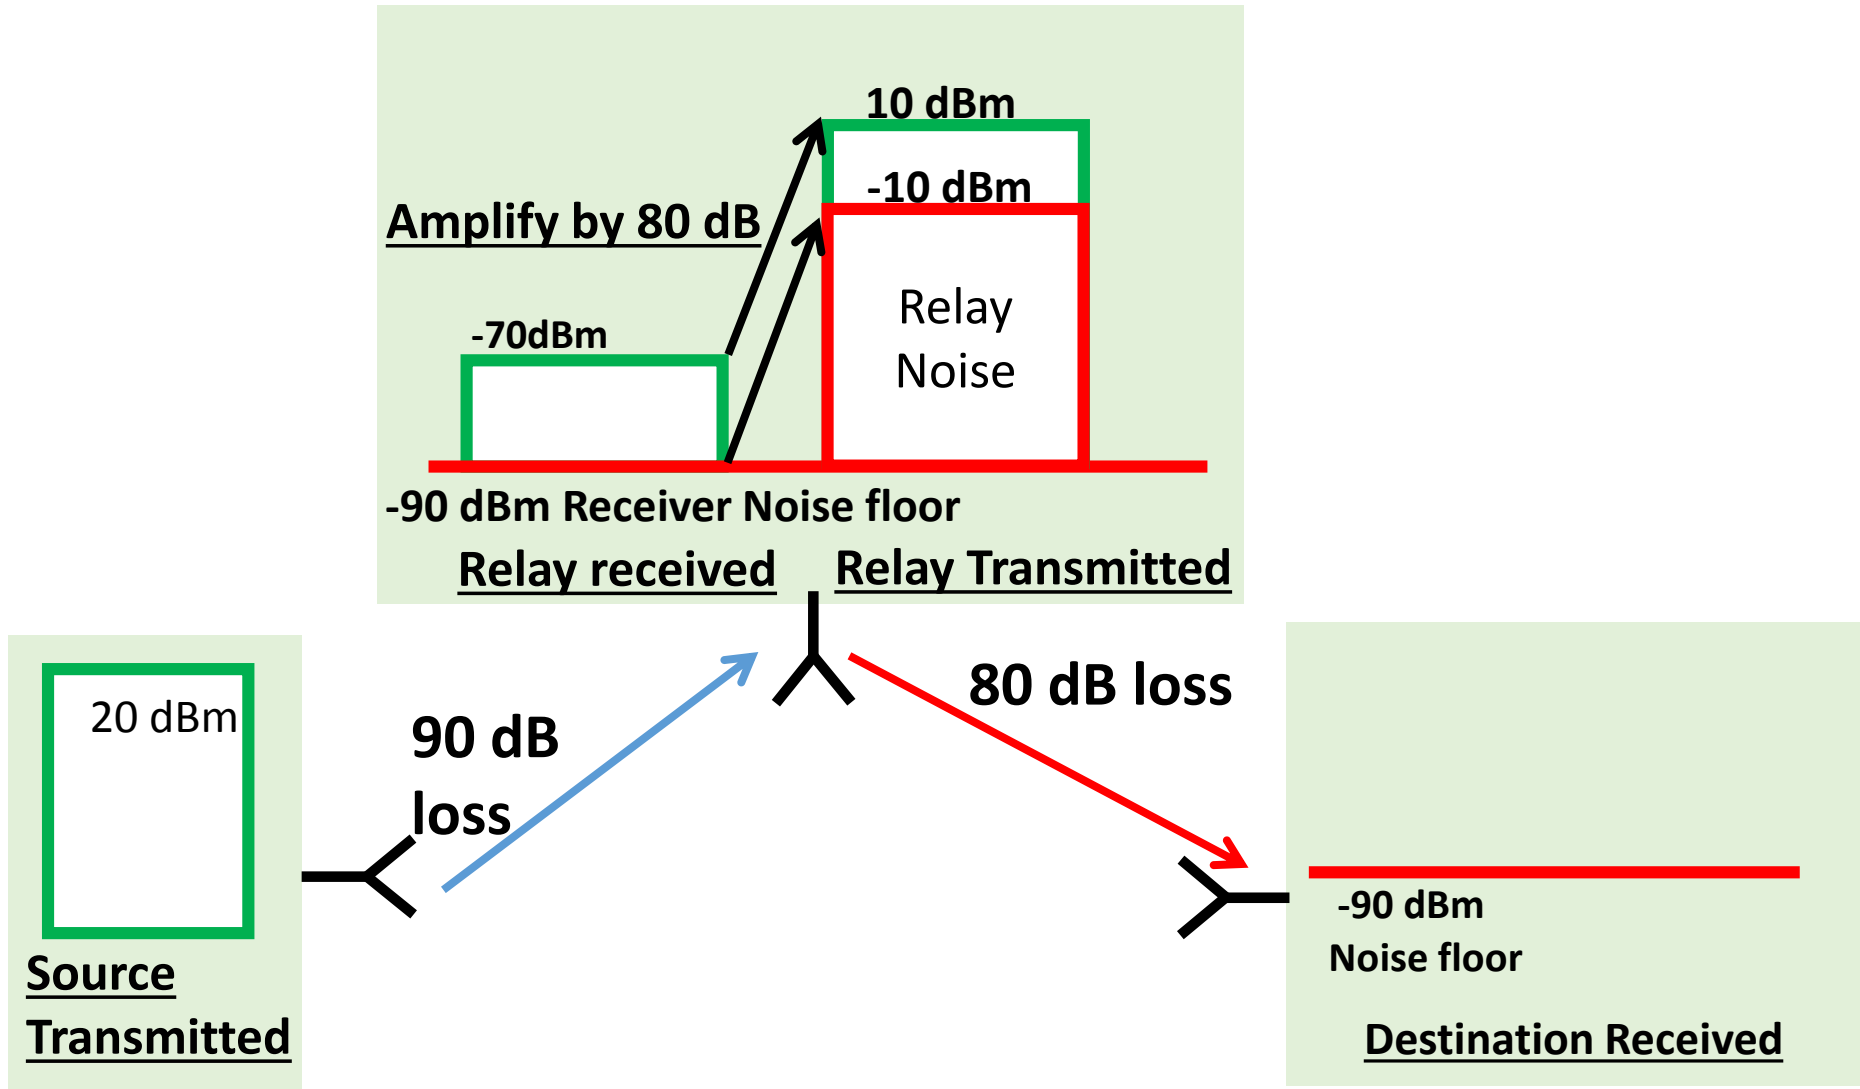 10 dBm
-10 dBm
Amplify by 80 dB
Relay
Noise
-70dBm
-90 dBm Receiver Noise floor
Relay received
Relay Transmitted
20 dBm
90 dB
loss
80 dB loss
Source
Transmitted
-90 dBm
Noise floor
Destination Received